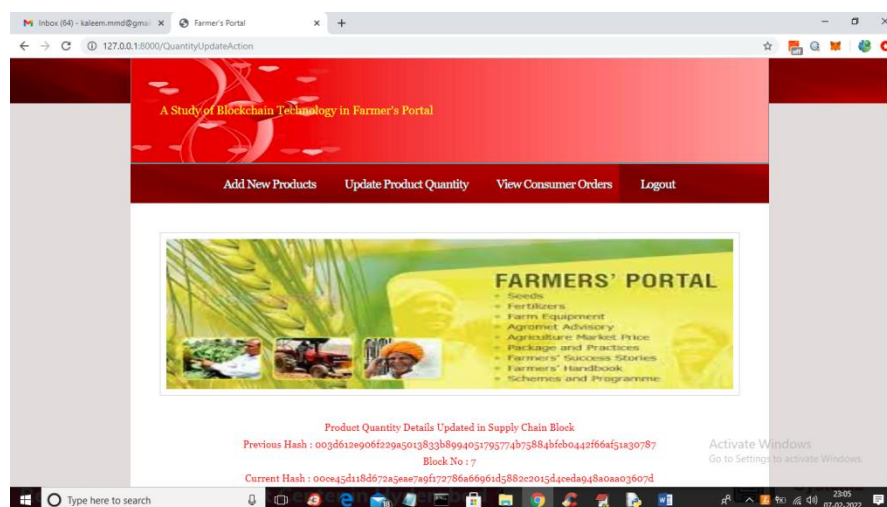 Inbox (64) - kaleem.mmd@gmai
Farmer's Portal
127.0.0.1:8000/QuantityUpdateAction
A Study of Blockchain Technology in Farmer's Portal
Add New Products Update Product Quantity View Consumer Orders Logout
FARMERS' PORTAL
Seeds
Fertilizers
Farm Equipment
Agromet Advisory
Agriculture Market Price
Package and Practices
Farmers' Success Stories
Farmers' Handbook
Schemes and Programme
Product Quantity Details Updated in Supply Chain Block
Previous Hash : 003d612e906f229a5013833b8994051795774b75884bfcb0442f66af51a30787
Block No : 7
Current Hash : 00ce45d118d672a5eae7a9f172786a66961d5882c2015d4ceda948a0aa03607d
Activate Windows
Go to Settings to activate Windows.
Type here to search
23:05
07-02-2022